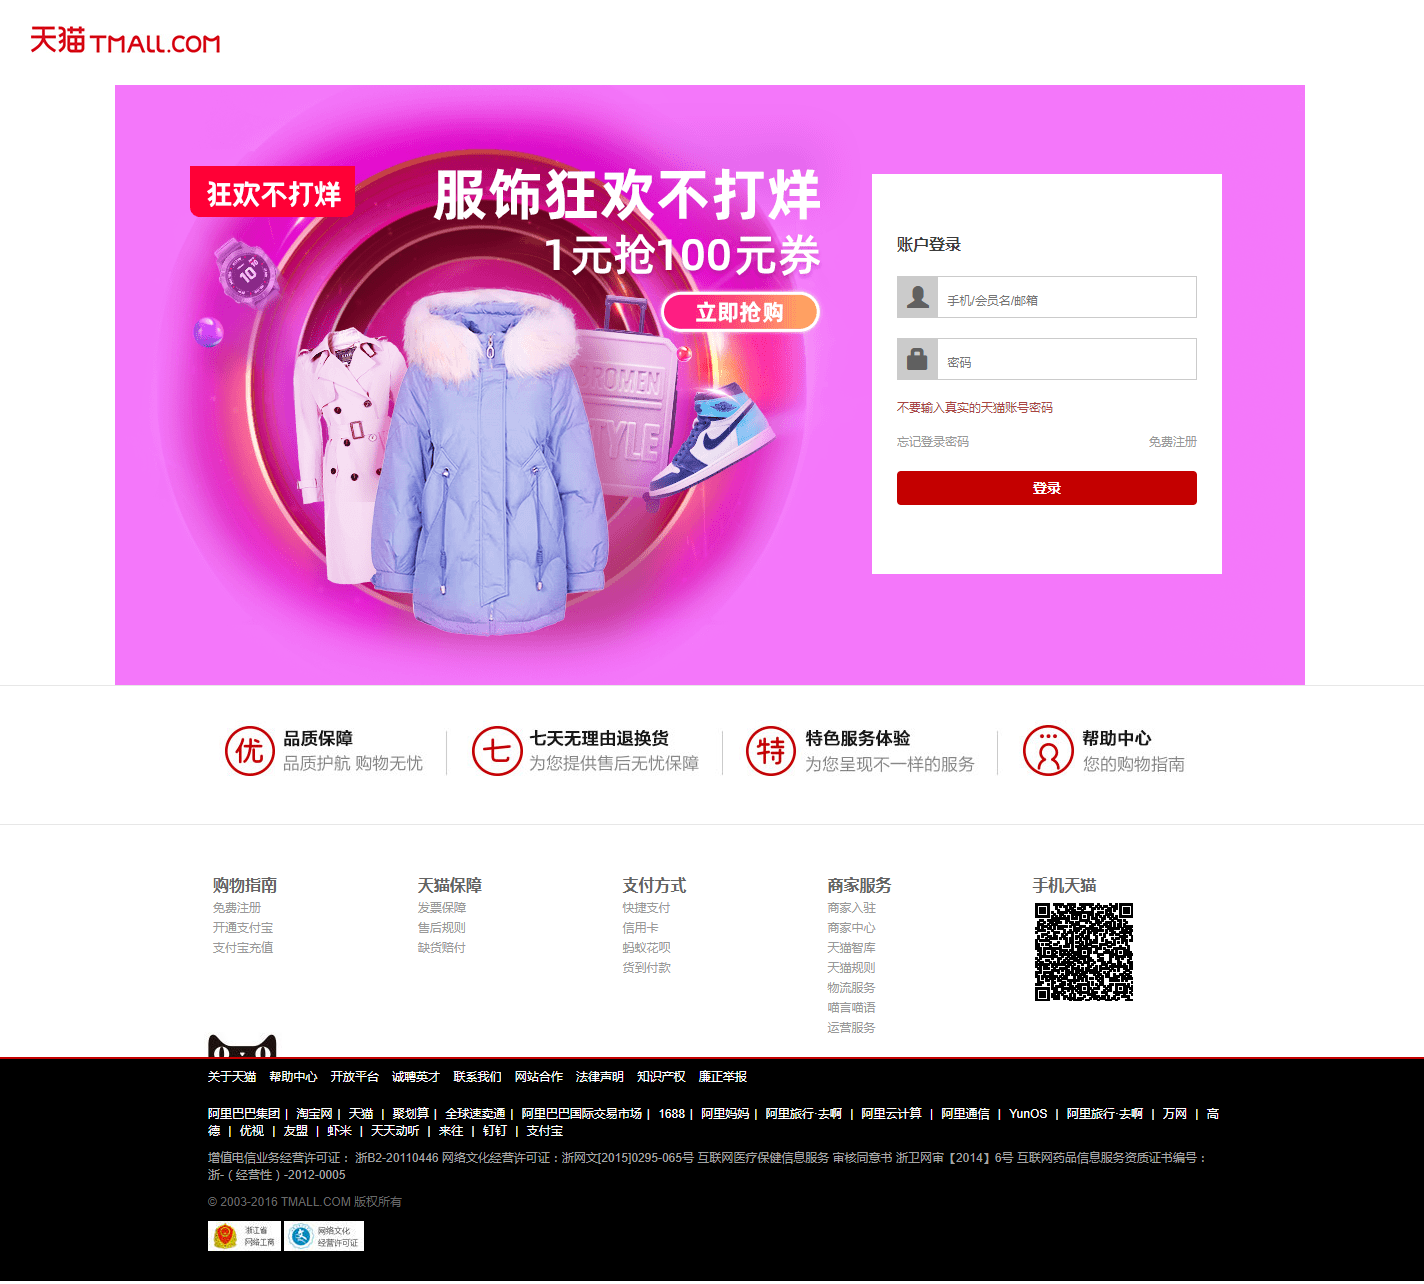 天猫 TMALL.COM
狂欢不打烊
服饰狂欢不打烊
1元抢100元券
立即抢购
10
BROMEN
STYLE
账户登录
手机/会员名/邮箱
密码
不要输入真实的天猫账号密码
忘记登录密码 免费注册
登录
优 品质保障
品质护航 购物无忧
七 七天无理由退换货
为您提供售后无忧保障
特 特色服务体验
为您呈现不一样的服务
帮助中心
您的购物指南
购物指南
免费注册
开通支付宝
支付宝充值
天猫保障
发票保障
售后规则
缺货赔付
支付方式
快捷支付
信用卡
蚂蚁花呗
货到付款
商家服务
商家入驻
商家中心
天猫智库
天猫规则
物流服务
喵言喵语
运营服务
手机天猫
关于天猫 帮助中心 开放平台 诚聘英才 联系我们 网站合作 法律声明 知识产权 廉正举报
阿里巴巴集团 | 淘宝网 | 天猫 | 聚划算 | 全球速卖通 | 阿里巴巴国际交易市场 | 1688 | 阿里妈妈 | 阿里旅行·去啊 | 阿里云计算 | 阿里通信 | YunOS | 阿里旅行·去啊 | 万网 | 高
德 | 优视 | 友盟 | 虾米 | 天天动听 | 来往 | 钉钉 | 支付宝
增值电信业务经营许可证： 浙B2-20110446 网络文化经营许可证：浙网文[2015]0295-065号 互联网医疗保健信息服务 审核同意书 浙卫网审【2014】6号 互联网药品信息服务资质证书编号：
浙-（经营性）-2012-0005
© 2003-2016 TMALL.COM 版权所有
浙江省
网络工商
网络文化
经营许可证